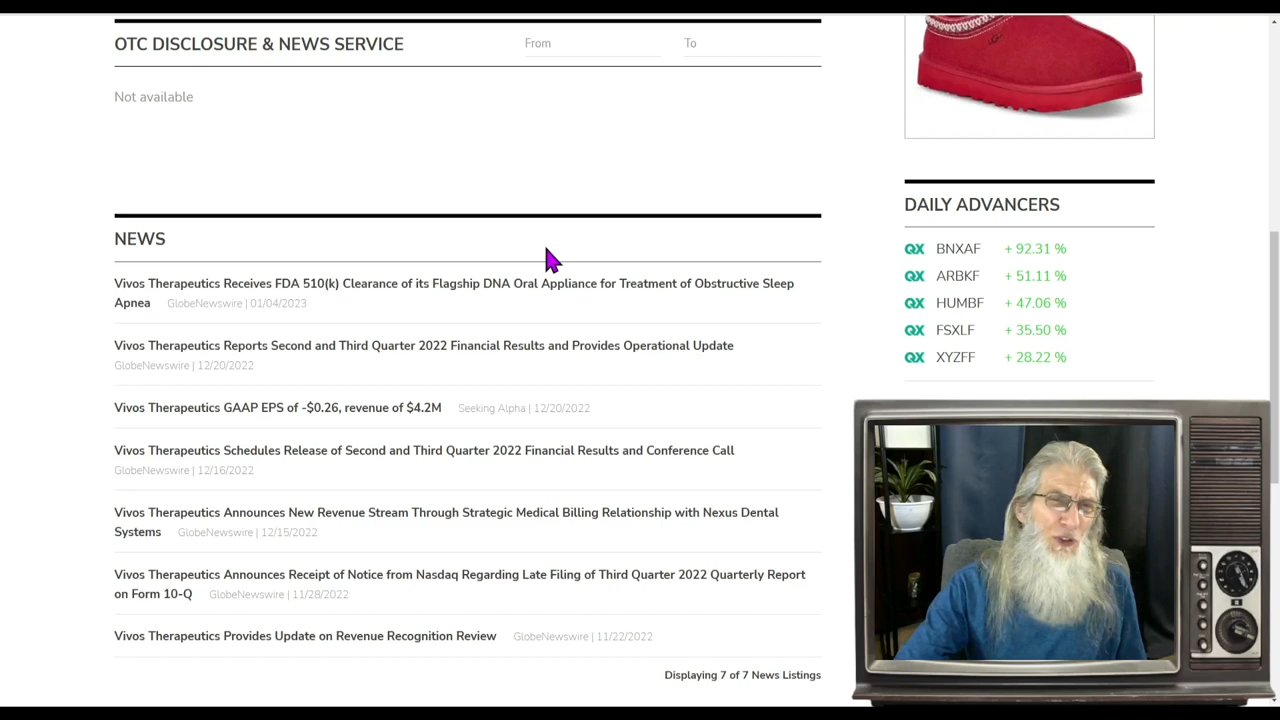 OTC DISCLOSURE & NEWS SERVICE
From
To
Not available
NEWS
Vivos Therapeutics Receives FDA 510(k) Clearance of its Flagship DNA Oral Appliance for Treatment of Obstructive Sleep
Apnea GlobeNewswire | 01/04/2023
Vivos Therapeutics Reports Second and Third Quarter 2022 Financial Results and Provides Operational Update
GlobeNewswire | 12/20/2022
Vivos Therapeutics GAAP EPS of -$0.26, revenue of $4.2M Seeking Alpha | 12/20/2022
Vivos Therapeutics Schedules Release of Second and Third Quarter 2022 Financial Results and Conference Call
GlobeNewswire | 12/16/2022
Vivos Therapeutics Announces New Revenue Stream Through Strategic Medical Billing Relationship with Nexus Dental
Systems GlobeNewswire | 12/15/2022
Vivos Therapeutics Announces Receipt of Notice from Nasdaq Regarding Late Filing of Third Quarter 2022 Quarterly Report
on Form 10-Q GlobeNewswire | 11/28/2022
Vivos Therapeutics Provides Update on Revenue Recognition Review GlobeNewswire | 11/22/2022
Displaying 7 of 7 News Listings
DAILY ADVANCERS
QX BNXAF + 92.31 %
QX ARBKF + 51.11 %
QX HUMBF + 47.06 %
QX FSXLF + 35.50 %
QX XYZFF + 28.22 %